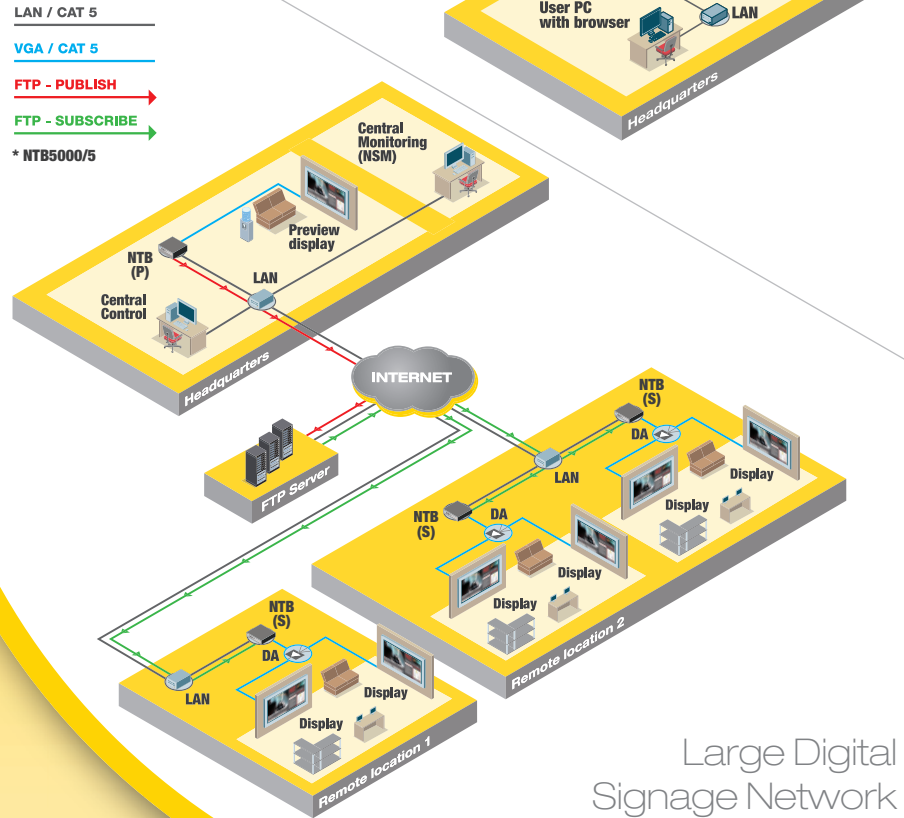 LAN / CAT 5
VGA / CAT 5
FTP - PUBLISH
FTP - SUBSCRIBE
* NTB5000/5
User PC
with browser
LAN
Headquarters
Central
Monitoring
(NSM)
Preview
display
NTB
(P)
LAN
Central
Control
Headquarters
INTERNET
FTP Server
NTB
(S)
DA
Display
LAN
Display
NTB
(S)
DA
Display
Display
Remote location 2
NTB
(S)
DA
LAN
Display
Display
Remote location 1
Large Digital
Signage Network